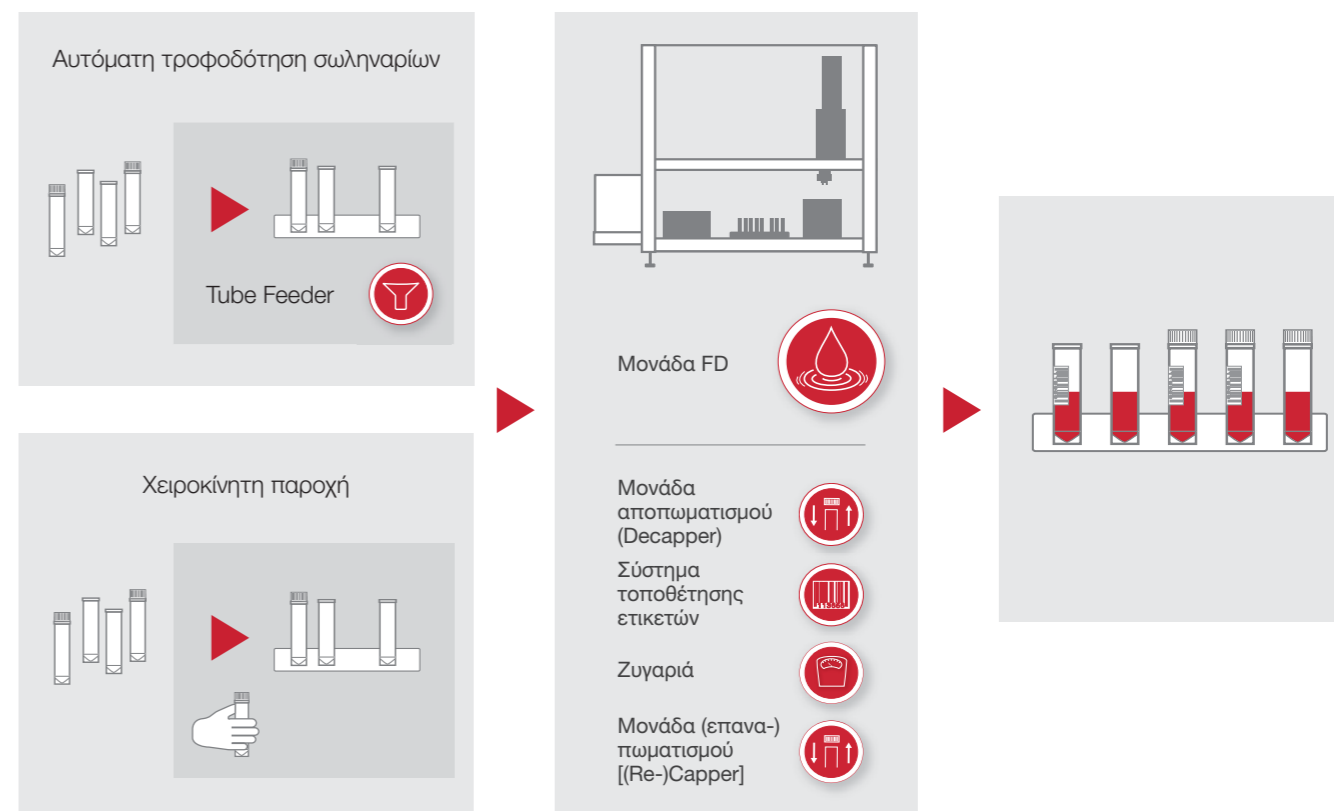 Αυτόματη τροφοδότηση σωληναρίων
Tube Feeder
Χειροκίνητη παροχή
Μονάδα FD
Μονάδα
αποπωματισμού
(Decapper)
Σύστημα
τοποθέτησης
ετικετών
Ζυγαριά
Μονάδα (επανα-)
πωματισμού
[(Re-)Capper]